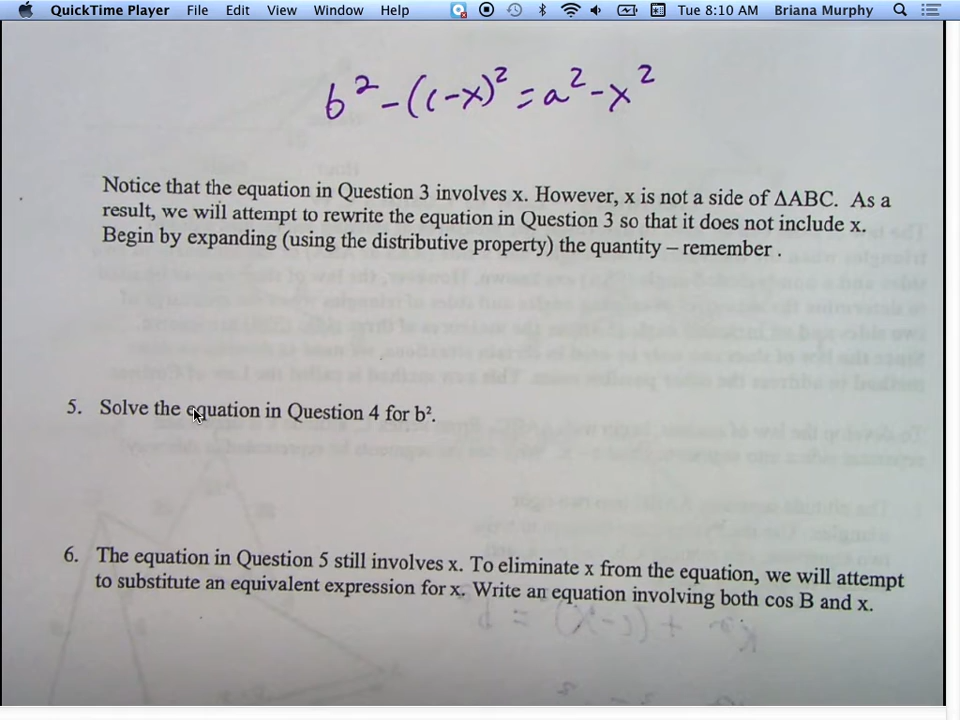 QuickTime Player File Edit View Window Help Tue 8:10 AM Briana Murphy
b² - (c-x)² = a² - x²
Notice that the equation in Question 3 involves x. However, x is not a side of ΔABC. As a
result, we will attempt to rewrite the equation in Question 3 so that it does not include x.
Begin by expanding (using the distributive property) the quantity – remember .
5. Solve the equation in Question 4 for b².
6. The equation in Question 5 still involves x. To eliminate x from the equation, we will attempt
to substitute an equivalent expression for x. Write an equation involving both cos B and x.